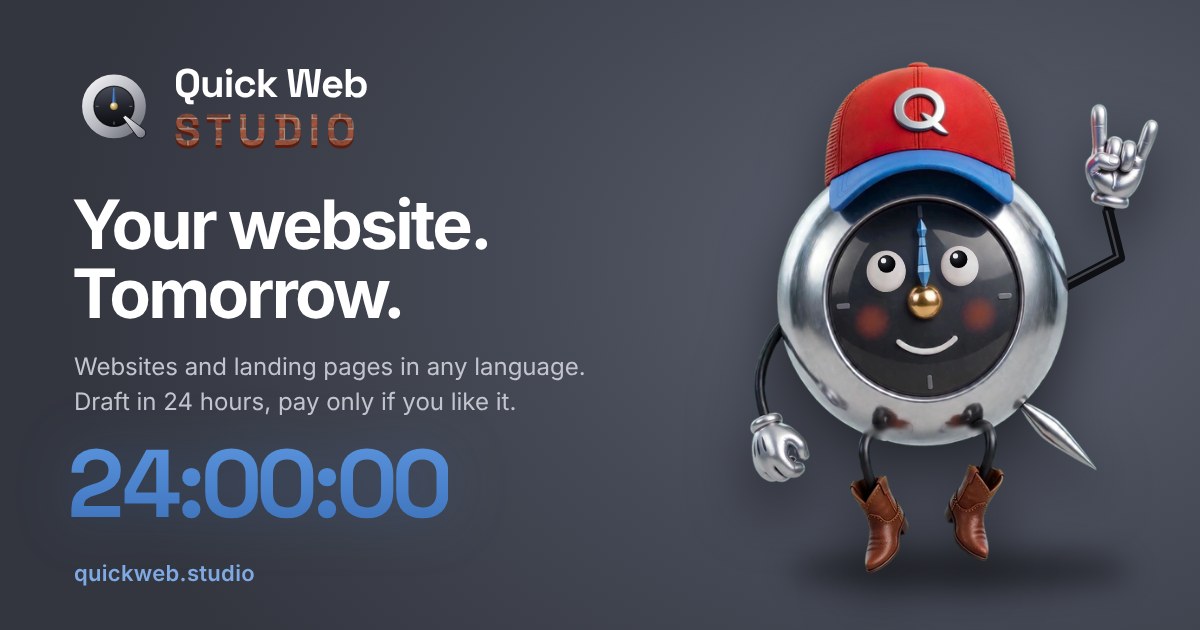 Quick Web
STUDIO
Your website.
Tomorrow.
Websites and landing pages in any language.
Draft in 24 hours, pay only if you like it.
24:00:00
quickweb.studio
Q